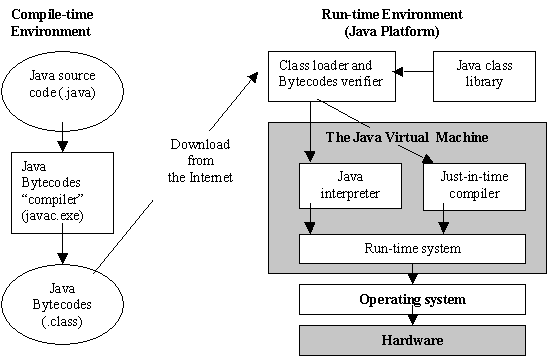 Compile-time
Environment
Java source
code (.java)
Java
Bytecodes
“compiler”
(javac.exe)
Java
Bytecodes
(.class)
Download
from
the Internet
Run-time Environment
(Java Platform)
Class loader and
Bytecodes verifier
Java class
library
The Java Virtual Machine
Java
interpreter
Just-in-time
compiler
Run-time system
Operating system
Hardware